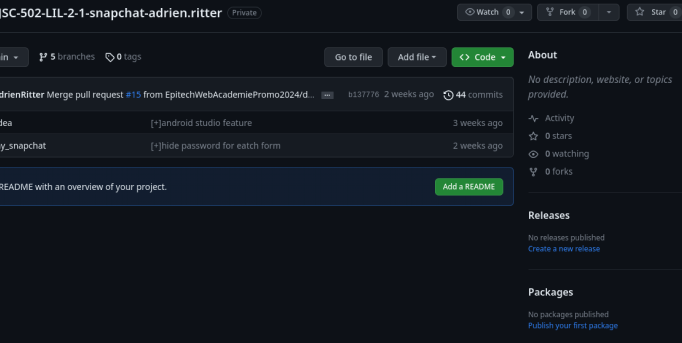 JSC-502-LIL-2-1-snapchat-adrien.ritter Private
Watch 0 Fork 0 Star 0
in 5 branches 0 tags Go to file Add file Code
drienRitter Merge pull request #15 from EpitechWebAcademiePromo2024/d... b137776 2 weeks ago 44 commits
dea [+]android studio feature 3 weeks ago
y_snapchat [+]hide password for eatch form 2 weeks ago
README with an overview of your project. Add a README
About
No description, website, or topics
provided.
Activity
0 stars
0 watching
0 forks
Releases
No releases published
Create a new release
Packages
No packages published
Publish your first package